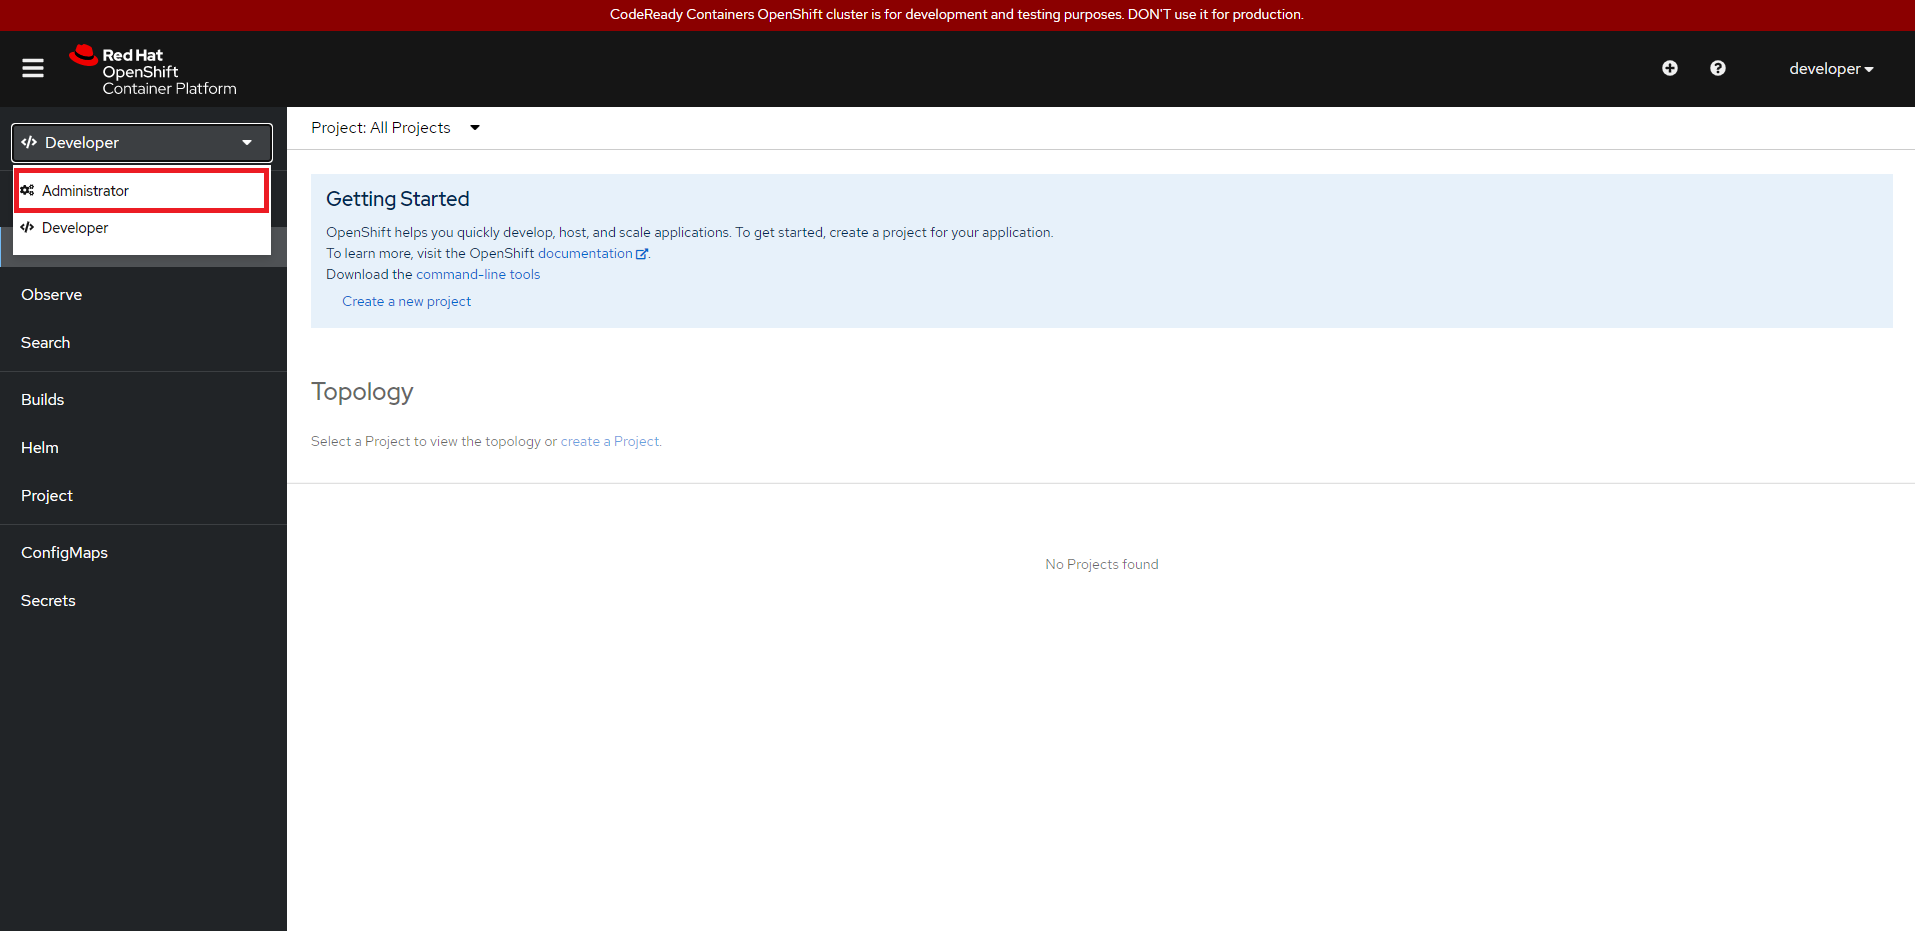 CodeReady Containers OpenShift cluster is for development and testing purposes. DON'T use it for production.
Red Hat
OpenShift
Container Platform
developer
Developer
Administrator
Developer
Observe
Search
Builds
Helm
Project
ConfigMaps
Secrets
Project: All Projects
Getting Started
OpenShift helps you quickly develop, host, and scale applications. To get started, create a project for your application.
To learn more, visit the OpenShift documentation.
Download the command-line tools
Create a new project
Topology
Select a Project to view the topology or create a Project.
No Projects found